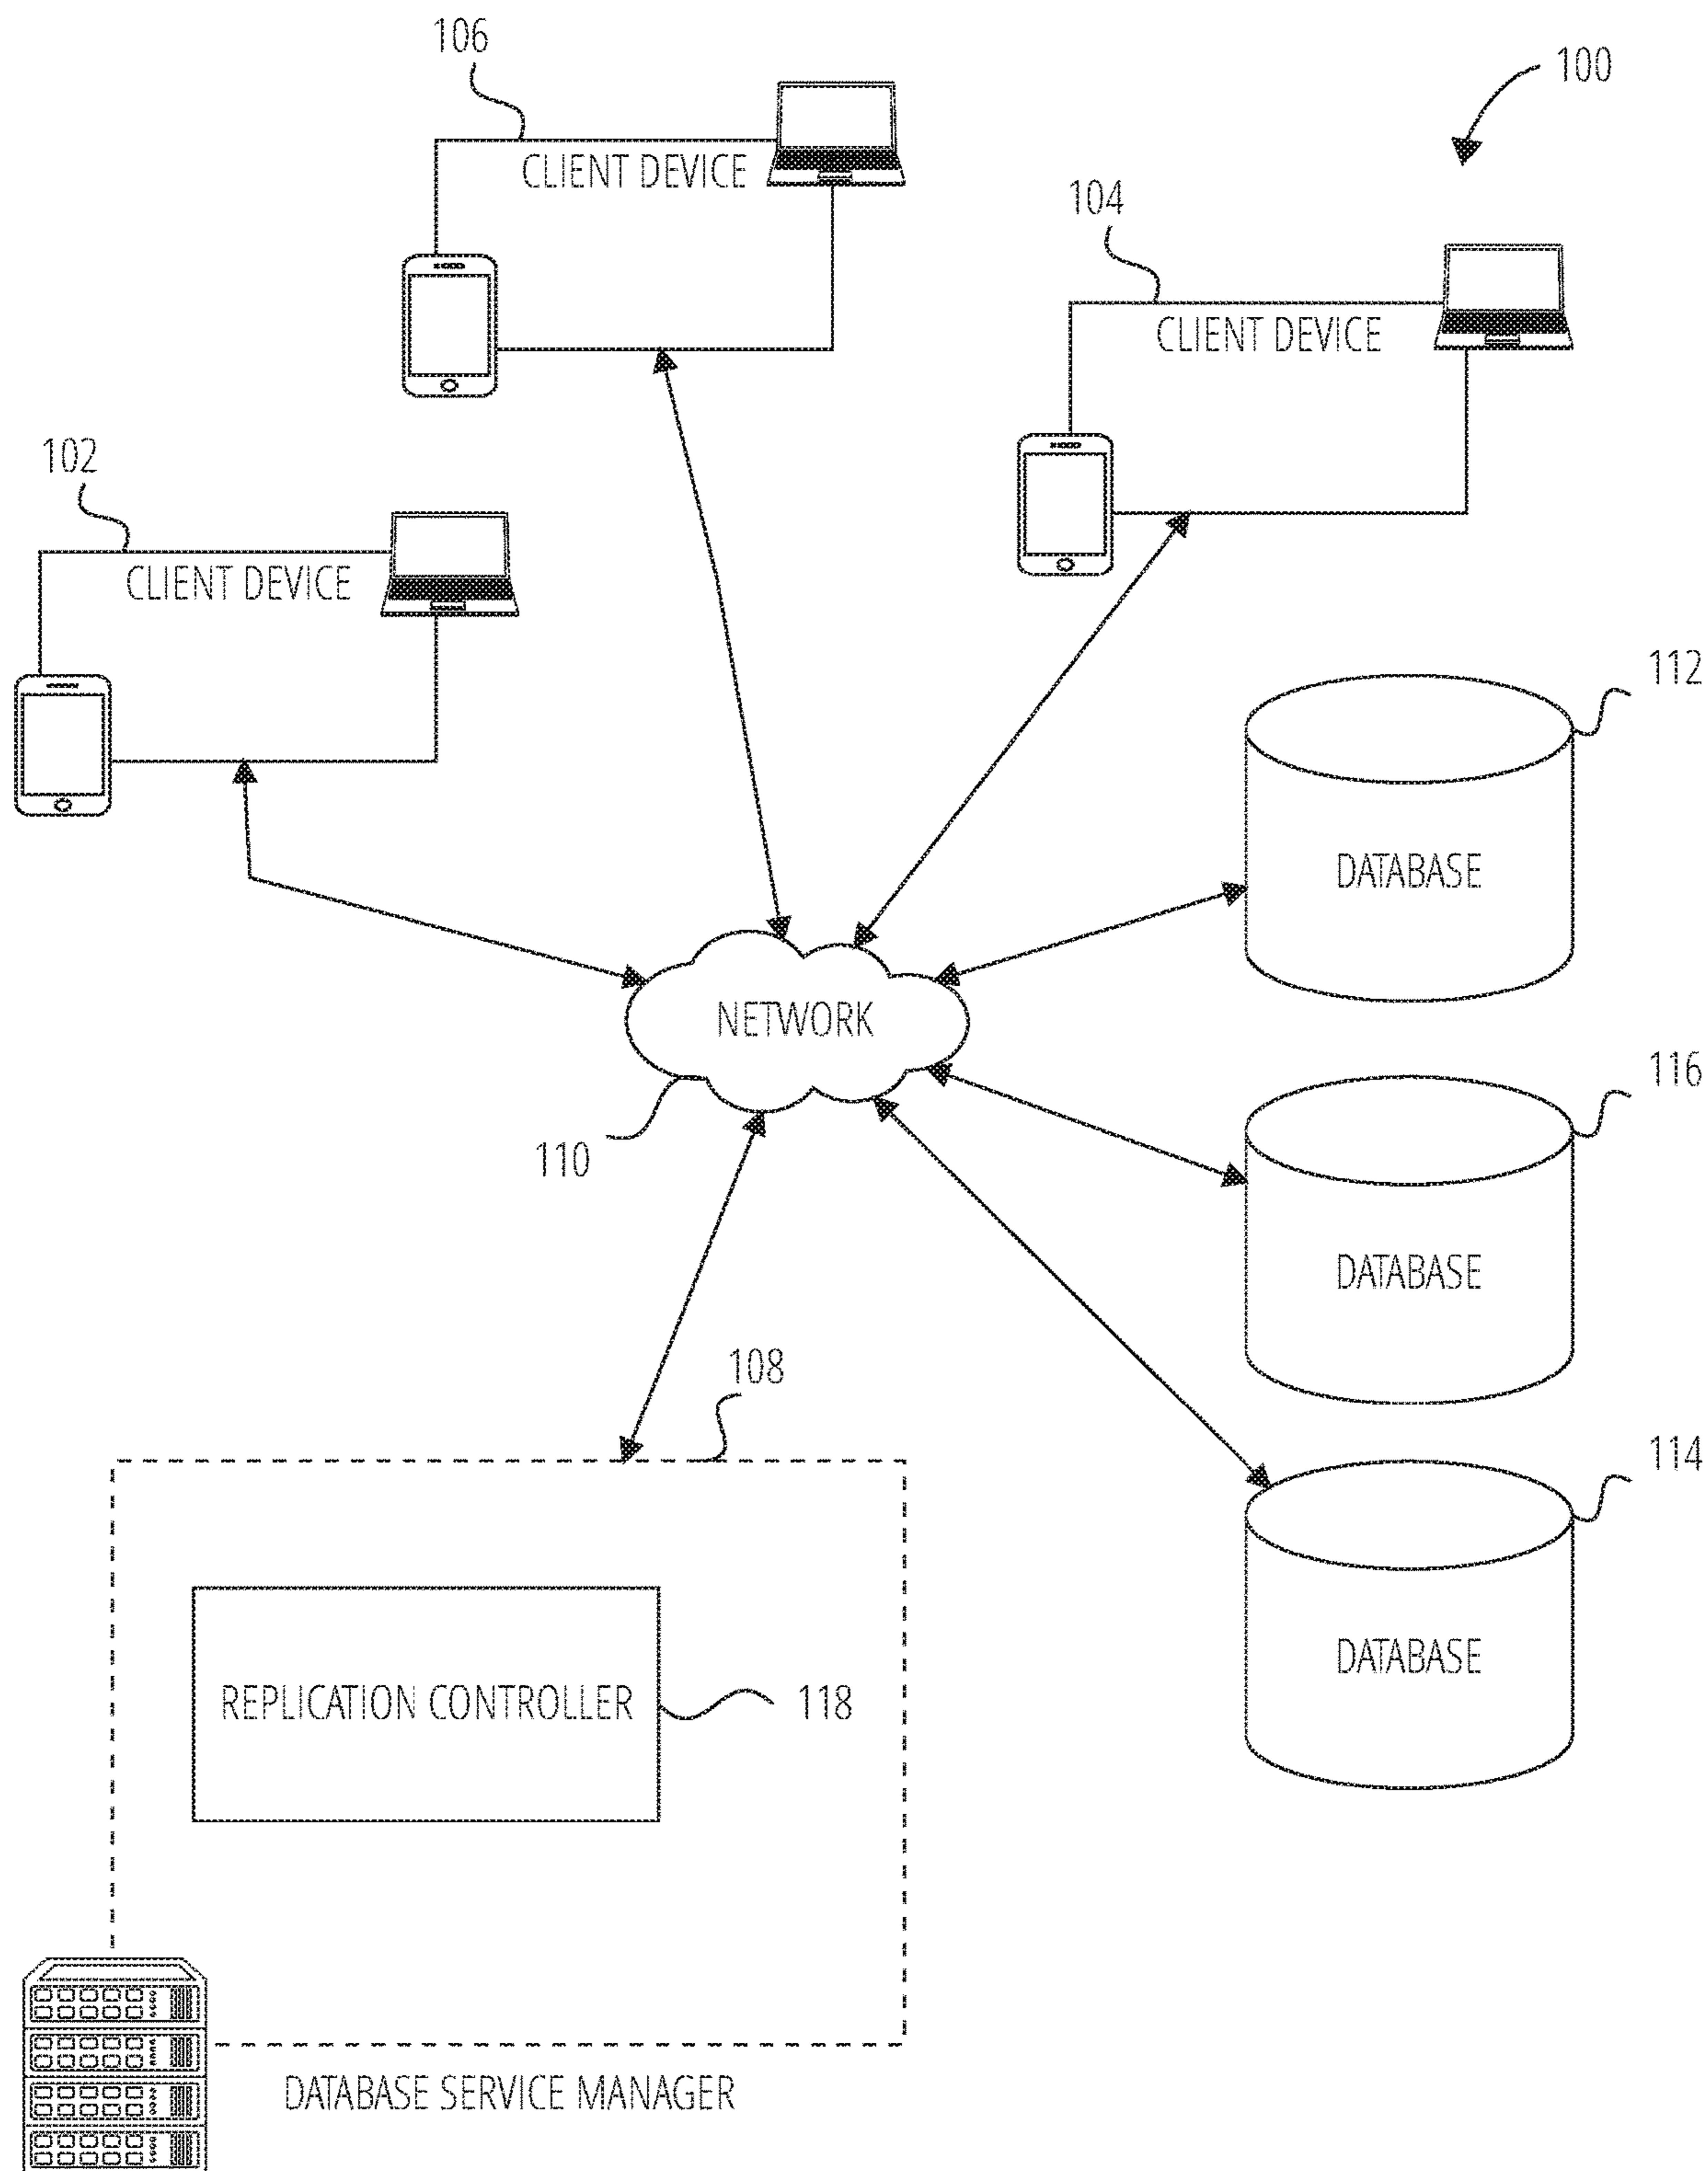 106
100
CLIENT DEVICE
104
CLIENT DEVICE
102
CLIENT DEVICE
112
DATABASE
NETWORK
116
110
DATABASE
108
114
DATABASE
REPLICATION CONTROLLER
118
DATABASE SERVICE MANAGER